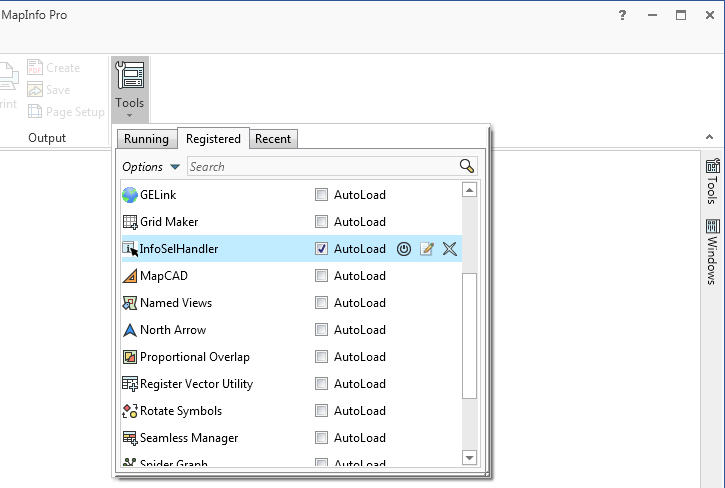 MapInfo Pro
Create
Save
Page Setup
Output
Tools
Running Registered Recent
Options Search
GELink AutoLoad
Grid Maker AutoLoad
InfoSelHandler AutoLoad
MapCAD AutoLoad
Named Views AutoLoad
North Arrow AutoLoad
Proportional Overlap AutoLoad
Register Vector Utility AutoLoad
Rotate Symbols AutoLoad
Seamless Manager AutoLoad
Spider Graph AutoLoad
Tools
Windows